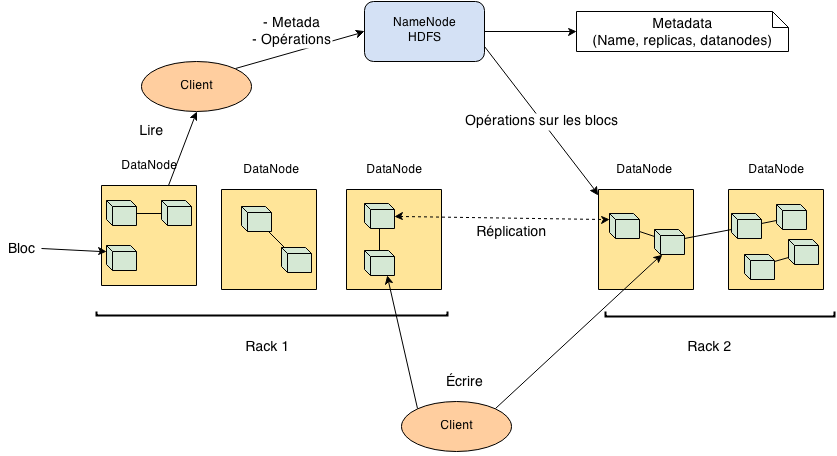 - Metada
- Opérations
NameNode
HDFS
Metadata
(Name, replicas, datanodes)
Client
Lire
Opérations sur les blocs
DataNode
DataNode
DataNode
DataNode
DataNode
Bloc
Réplication
Rack 1
Rack 2
Écrire
Client